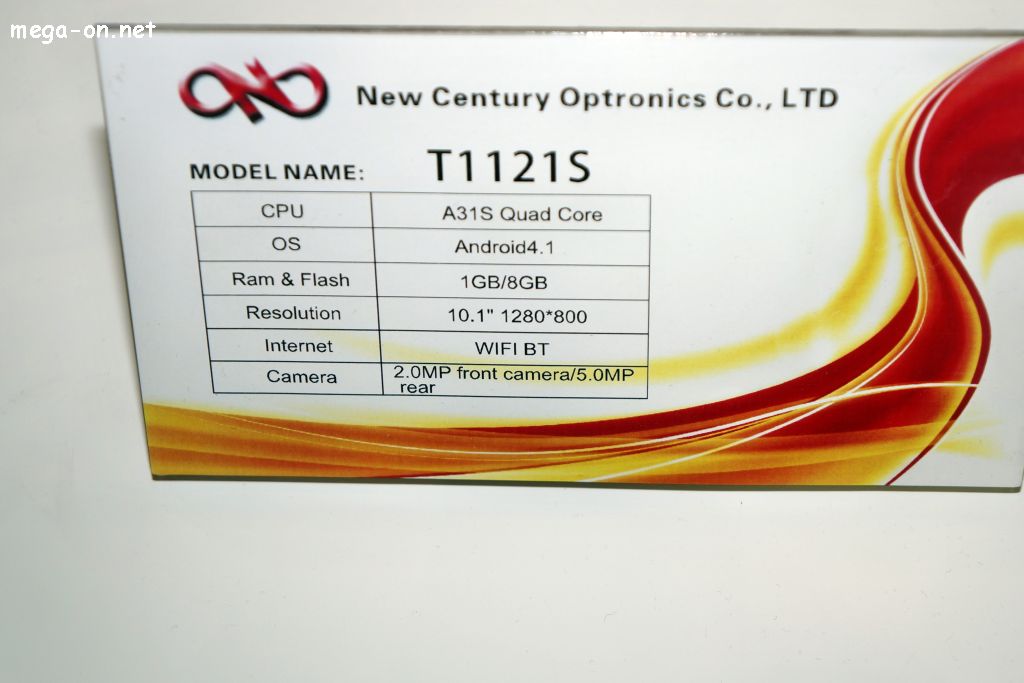 mega-on.net
New Century Optronics Co., LTD
MODEL NAME: T1121S
CPU A31S Quad Core
OS Android4.1
Ram & Flash 1GB/8GB
Resolution 10.1" 1280*800
Internet WIFI BT
Camera 2.0MP front camera/5.0MP
rear